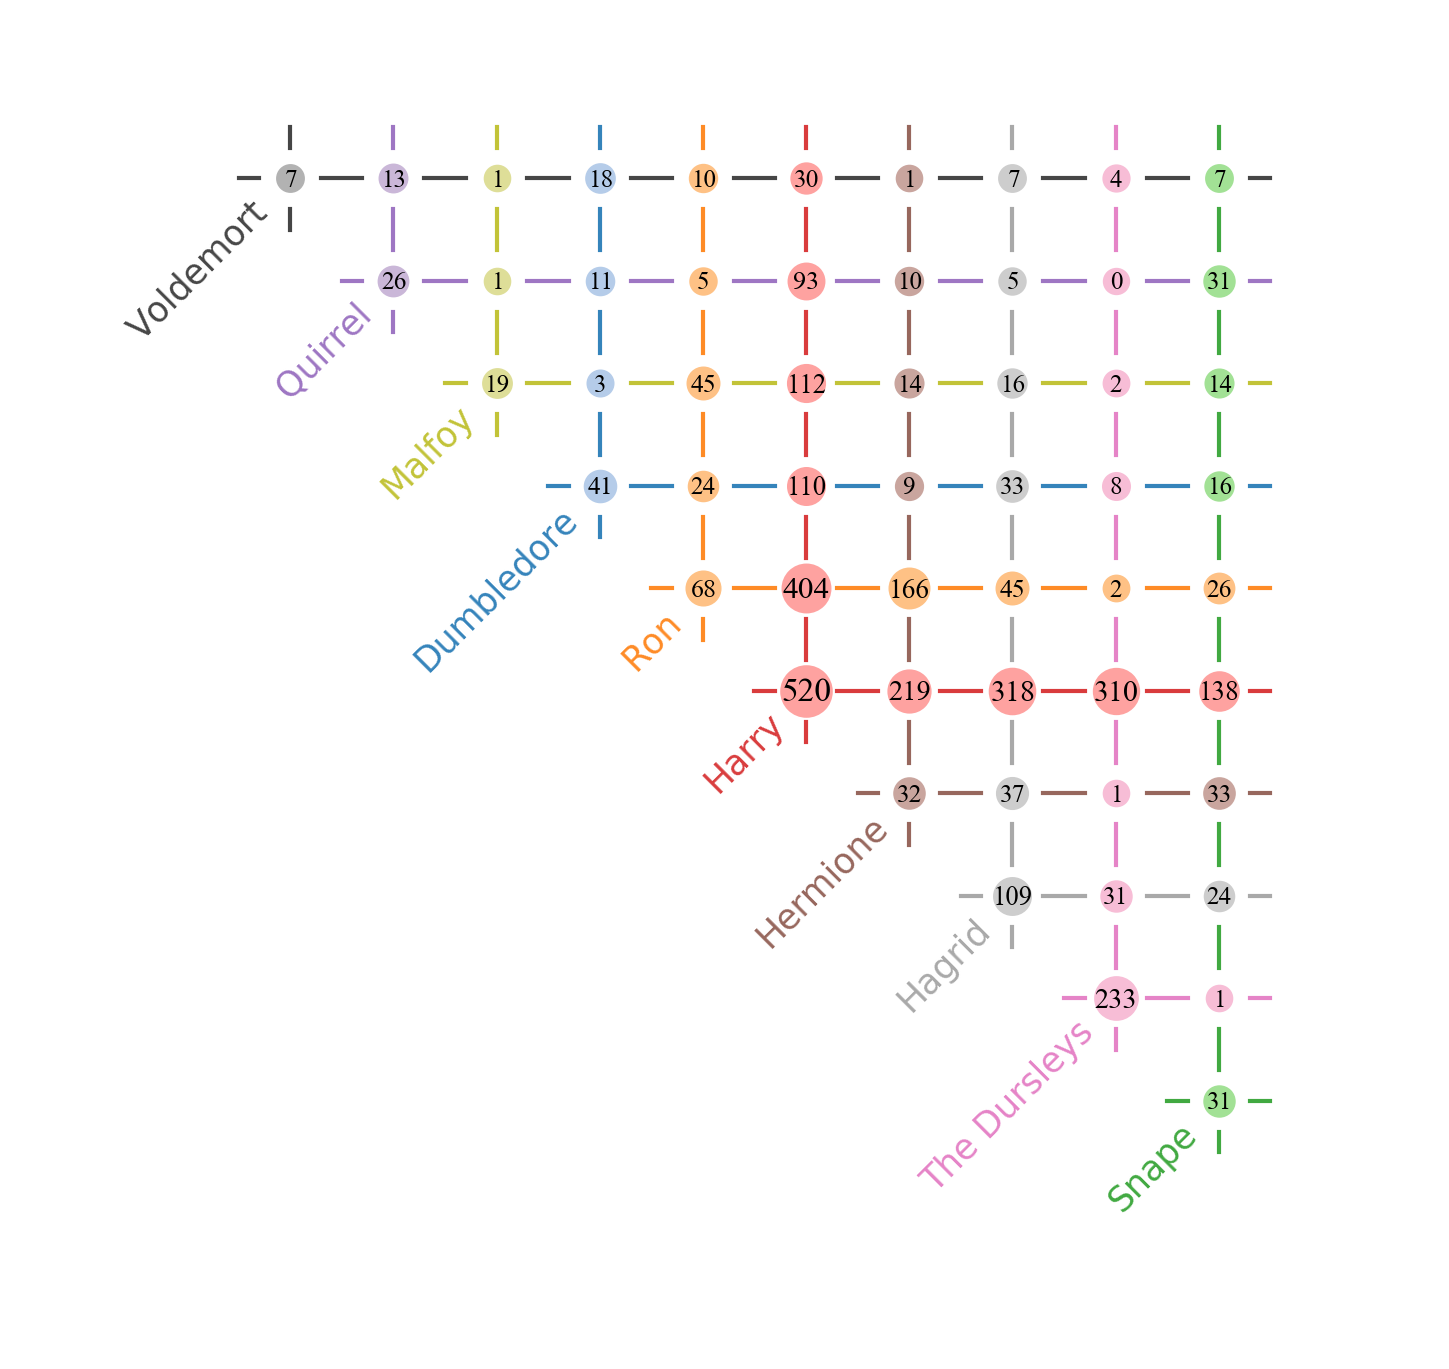 7 13 1 18 10 30 1 7 4 7
Voldemort
26 1 11 5 93 10 5 0 31
Quirrel
19 3 45 112 14 16 2 14
Malfoy
41 24 110 9 33 8 16
Dumbledore
68 404 166 45 2 26
Ron
520 219 318 310 138
Harry
32 37 1 33
Hermione
109 31 24
Hagrid
233 1
The Dursleys
31
Snape